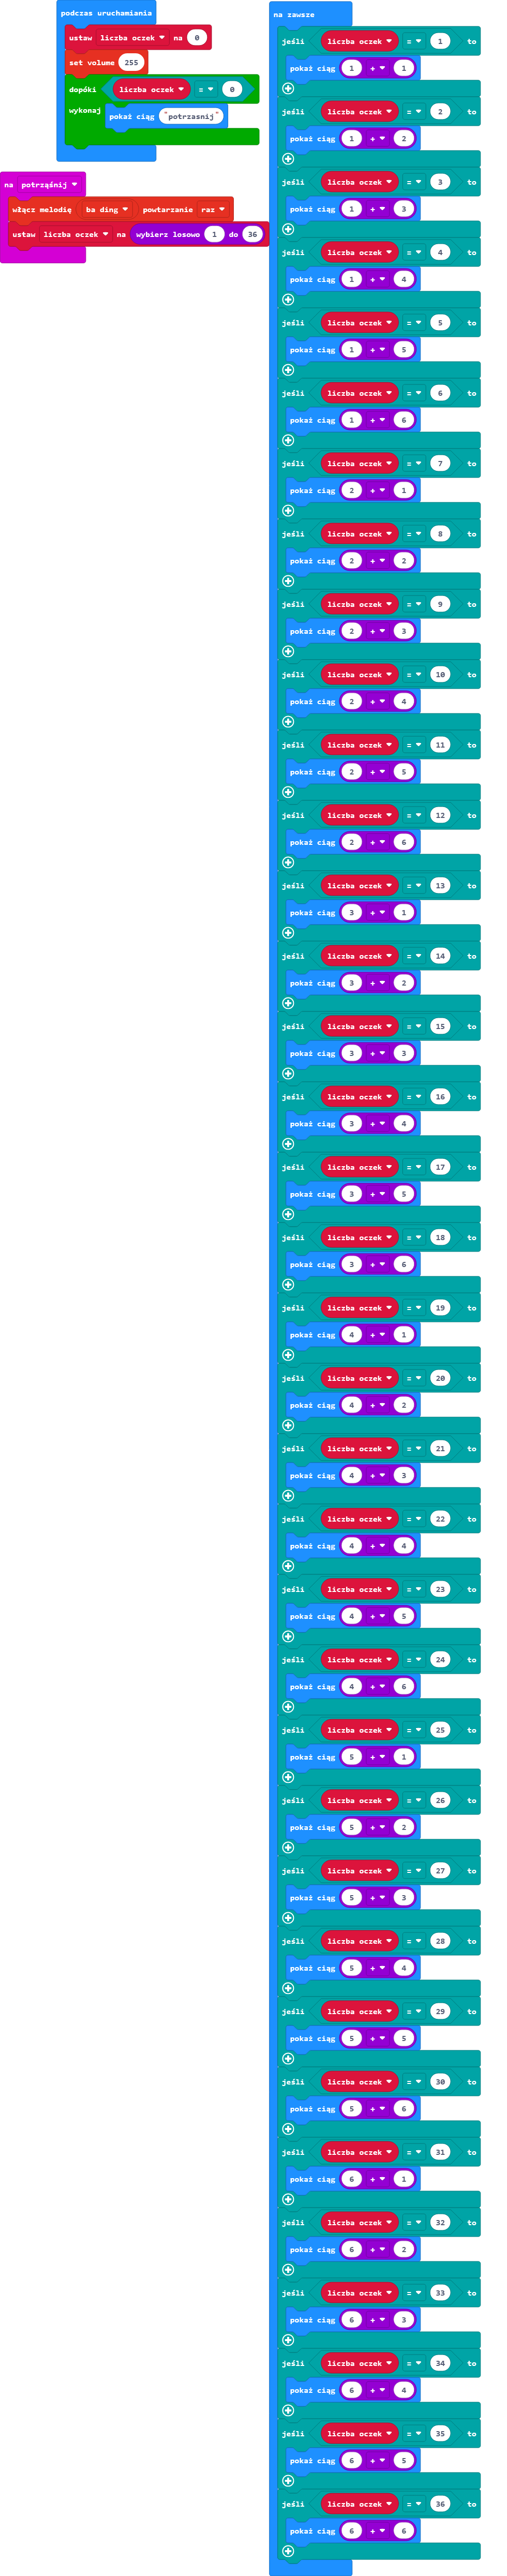 podczas uruchamiania
ustaw liczba oczek na 0
set volume 255
dopóki liczba oczek = 0
wykonaj pokaż ciąg "potrzasnij"
na potrząśnij
włącz melodię ba ding powtarzanie raz
ustaw liczba oczek na wybierz losowo 1 do 36
na zawsze
jeśli liczba oczek = 1 to
pokaż ciąg 1 + 1
jeśli liczba oczek = 2 to
pokaż ciąg 1 + 2
jeśli liczba oczek = 3 to
pokaż ciąg 1 + 3
jeśli liczba oczek = 4 to
pokaż ciąg 1 + 4
jeśli liczba oczek = 5 to
pokaż ciąg 1 + 5
jeśli liczba oczek = 6 to
pokaż ciąg 1 + 6
jeśli liczba oczek = 7 to
pokaż ciąg 2 + 1
jeśli liczba oczek = 8 to
pokaż ciąg 2 + 2
jeśli liczba oczek = 9 to
pokaż ciąg 2 + 3
jeśli liczba oczek = 10 to
pokaż ciąg 2 + 4
jeśli liczba oczek = 11 to
pokaż ciąg 2 + 5
jeśli liczba oczek = 12 to
pokaż ciąg 2 + 6
jeśli liczba oczek = 13 to
pokaż ciąg 3 + 1
jeśli liczba oczek = 14 to
pokaż ciąg 3 + 2
jeśli liczba oczek = 15 to
pokaż ciąg 3 + 3
jeśli liczba oczek = 16 to
pokaż ciąg 3 + 4
jeśli liczba oczek = 17 to
pokaż ciąg 3 + 5
jeśli liczba oczek = 18 to
pokaż ciąg 3 + 6
jeśli liczba oczek = 19 to
pokaż ciąg 4 + 1
jeśli liczba oczek = 20 to
pokaż ciąg 4 + 2
jeśli liczba oczek = 21 to
pokaż ciąg 4 + 3
jeśli liczba oczek = 22 to
pokaż ciąg 4 + 4
jeśli liczba oczek = 23 to
pokaż ciąg 4 + 5
jeśli liczba oczek = 24 to
pokaż ciąg 4 + 6
jeśli liczba oczek = 25 to
pokaż ciąg 5 + 1
jeśli liczba oczek = 26 to
pokaż ciąg 5 + 2
jeśli liczba oczek = 27 to
pokaż ciąg 5 + 3
jeśli liczba oczek = 28 to
pokaż ciąg 5 + 4
jeśli liczba oczek = 29 to
pokaż ciąg 5 + 5
jeśli liczba oczek = 30 to
pokaż ciąg 5 + 6
jeśli liczba oczek = 31 to
pokaż ciąg 6 + 1
jeśli liczba oczek = 32 to
pokaż ciąg 6 + 2
jeśli liczba oczek = 33 to
pokaż ciąg 6 + 3
jeśli liczba oczek = 34 to
pokaż ciąg 6 + 4
jeśli liczba oczek = 35 to
pokaż ciąg 6 + 5
jeśli liczba oczek = 36 to
pokaż ciąg 6 + 6